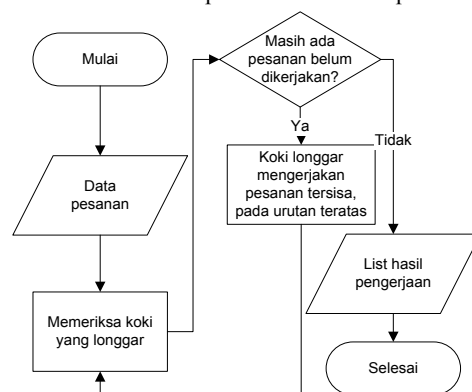 Mulai
Data
pesanan
Memeriksa koki
yang longgar
Masih ada
pesanan belum
dikerjakan?
Ya
Tidak
Koki longgar
mengerjakan
pesanan tersisa,
pada urutan teratas
List hasil
pengerjaan
Selesai